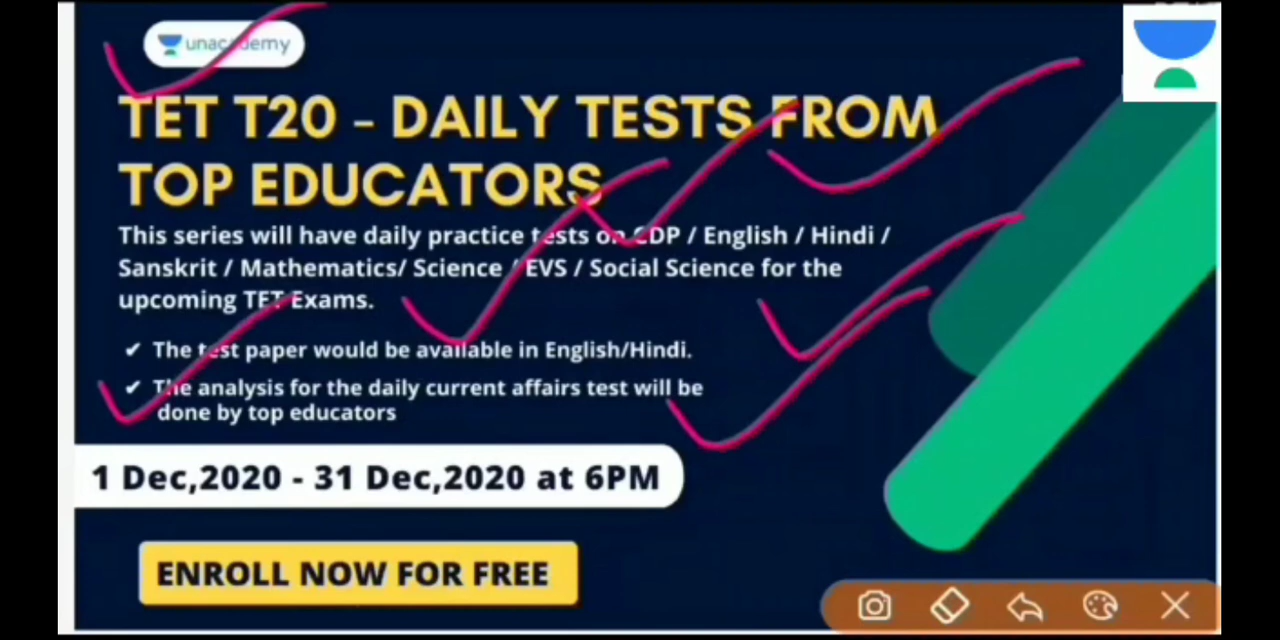 unacademy
TET T20 - DAILY TESTS FROM
TOP EDUCATORS
This series will have daily practice tests on CDP / English / Hindi /
Sanskrit / Mathematics/ Science / EVS / Social Science for the
upcoming TET Exams.
✔ The test paper would be available in English/Hindi.
✔ The analysis for the daily current affairs test will be
done by top educators
1 Dec,2020 - 31 Dec,2020 at 6PM
ENROLL NOW FOR FREE